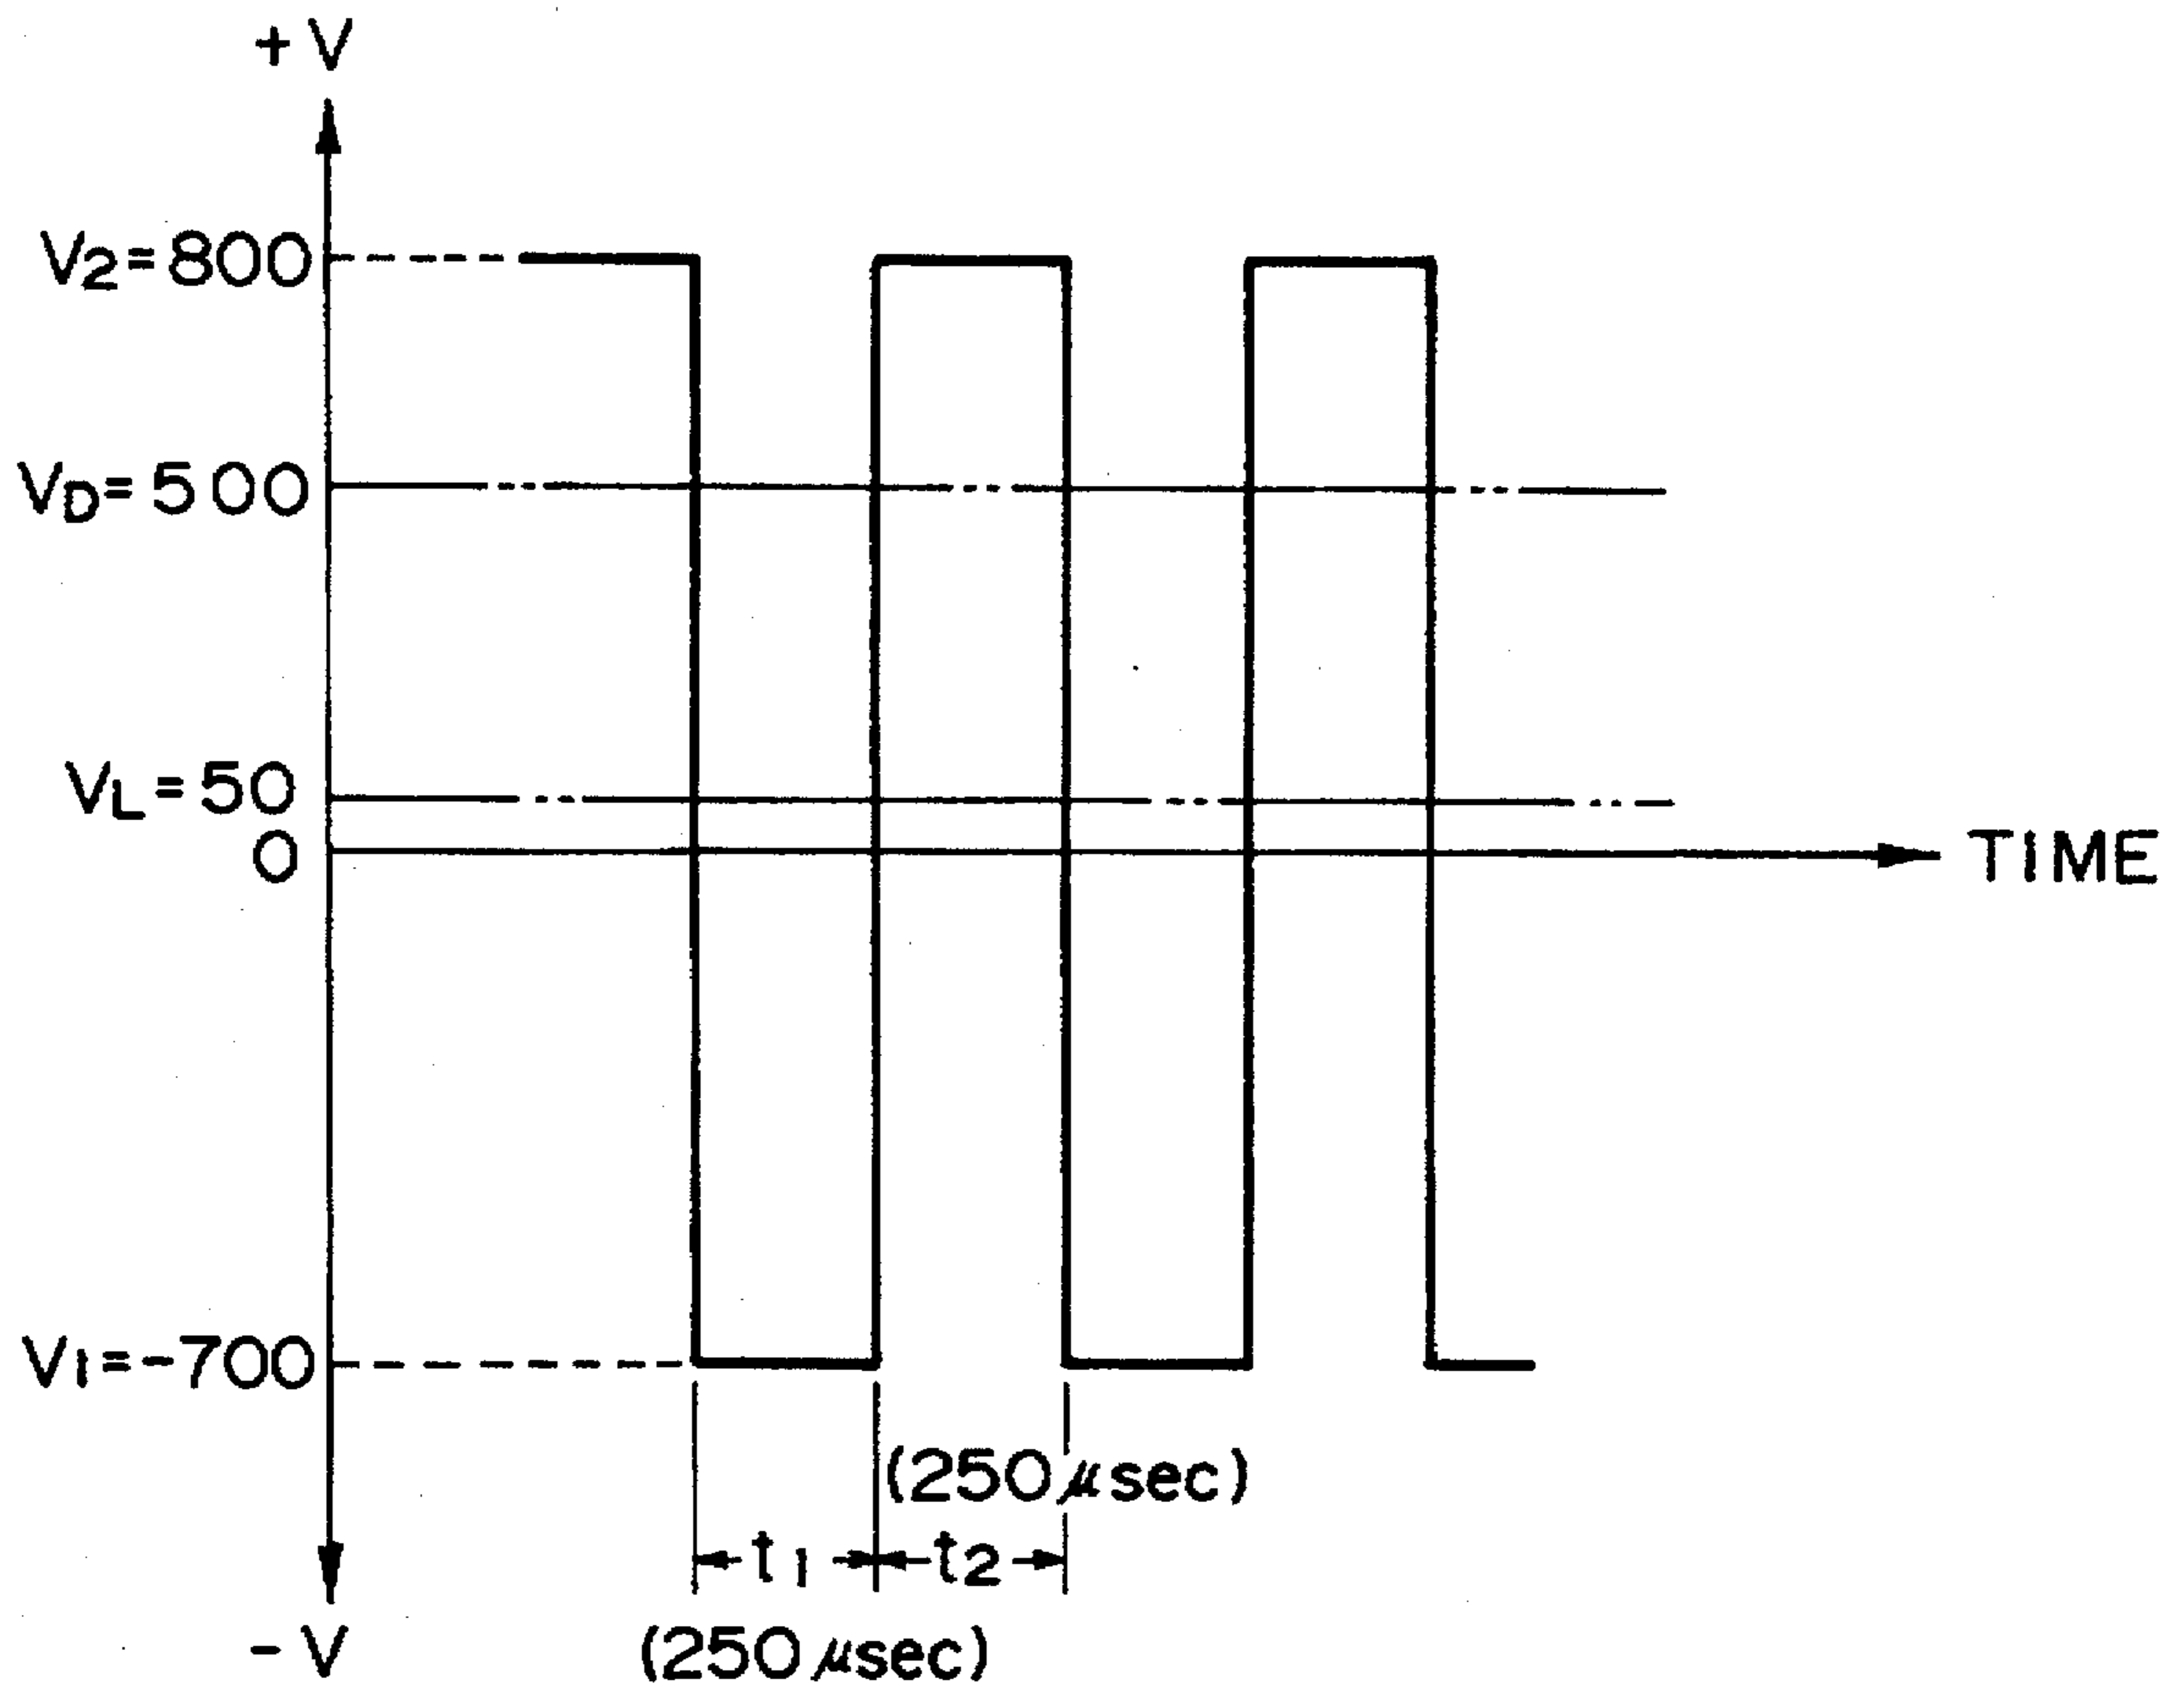 +V
V2=800
VD=500
VL=50
0
TIME
V1=-700
(250μsec)
t1
t2
-V
(250μsec)